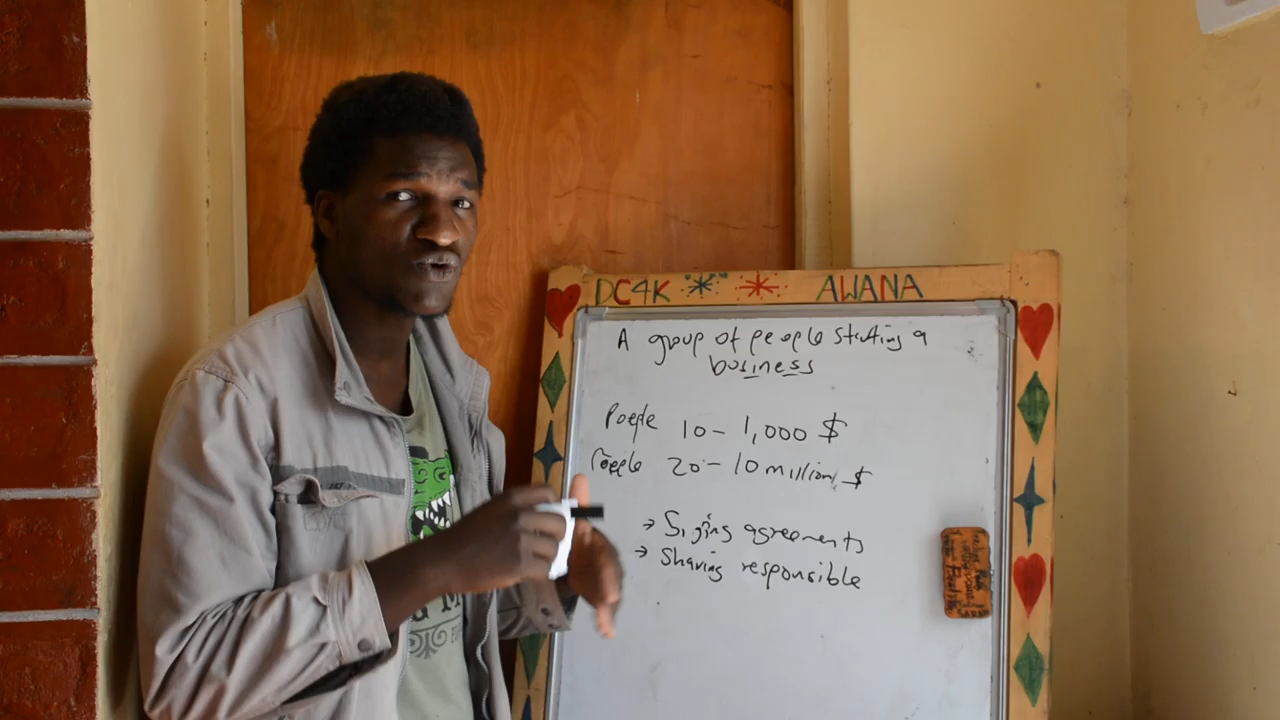 DC4K AWANA
A group of people starting a
business
People 10 - 1,000 $
People 20 - 10 million $
→ Signing agreements
→ Sharing responsible